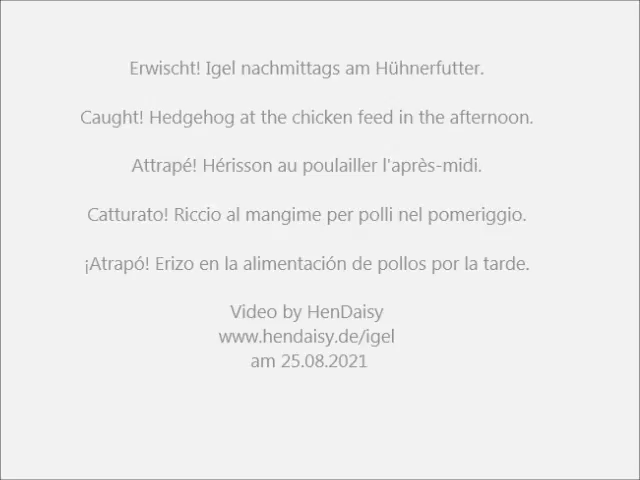 Erwischt! Igel nachmittags am Hühnerfutter.
Caught! Hedgehog at the chicken feed in the afternoon.
Attrapé! Hérisson au poulailler l'après-midi.
Catturato! Riccio al mangime per polli nel pomeriggio.
¡Atrapó! Erizo en la alimentación de pollos por la tarde.
Video by HenDaisy
www.hendaisy.de/igel
am 25.08.2021